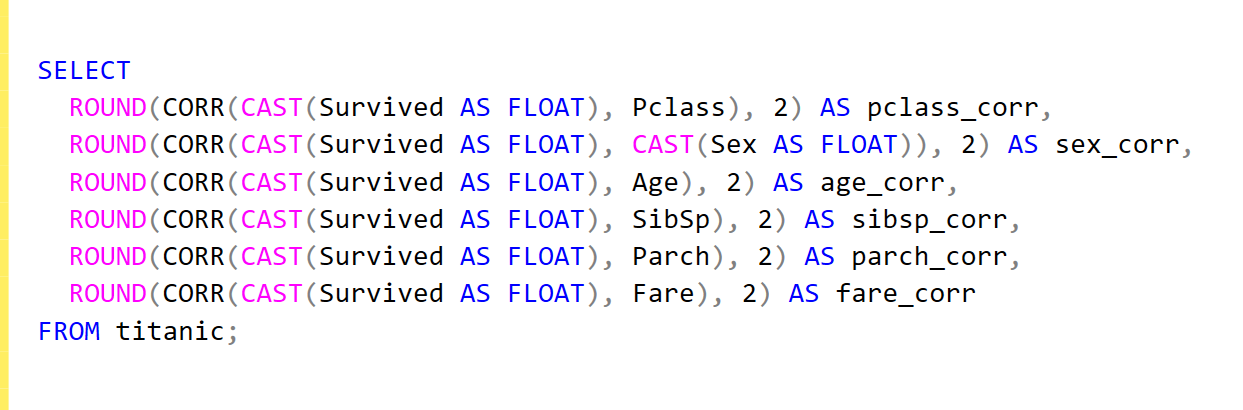 SELECT
  ROUND(CORR(CAST(Survived AS FLOAT), Pclass), 2) AS pclass_corr,
  ROUND(CORR(CAST(Survived AS FLOAT), CAST(Sex AS FLOAT)), 2) AS sex_corr,
  ROUND(CORR(CAST(Survived AS FLOAT), Age), 2) AS age_corr,
  ROUND(CORR(CAST(Survived AS FLOAT), SibSp), 2) AS sibsp_corr,
  ROUND(CORR(CAST(Survived AS FLOAT), Parch), 2) AS parch_corr,
  ROUND(CORR(CAST(Survived AS FLOAT), Fare), 2) AS fare_corr
FROM titanic;